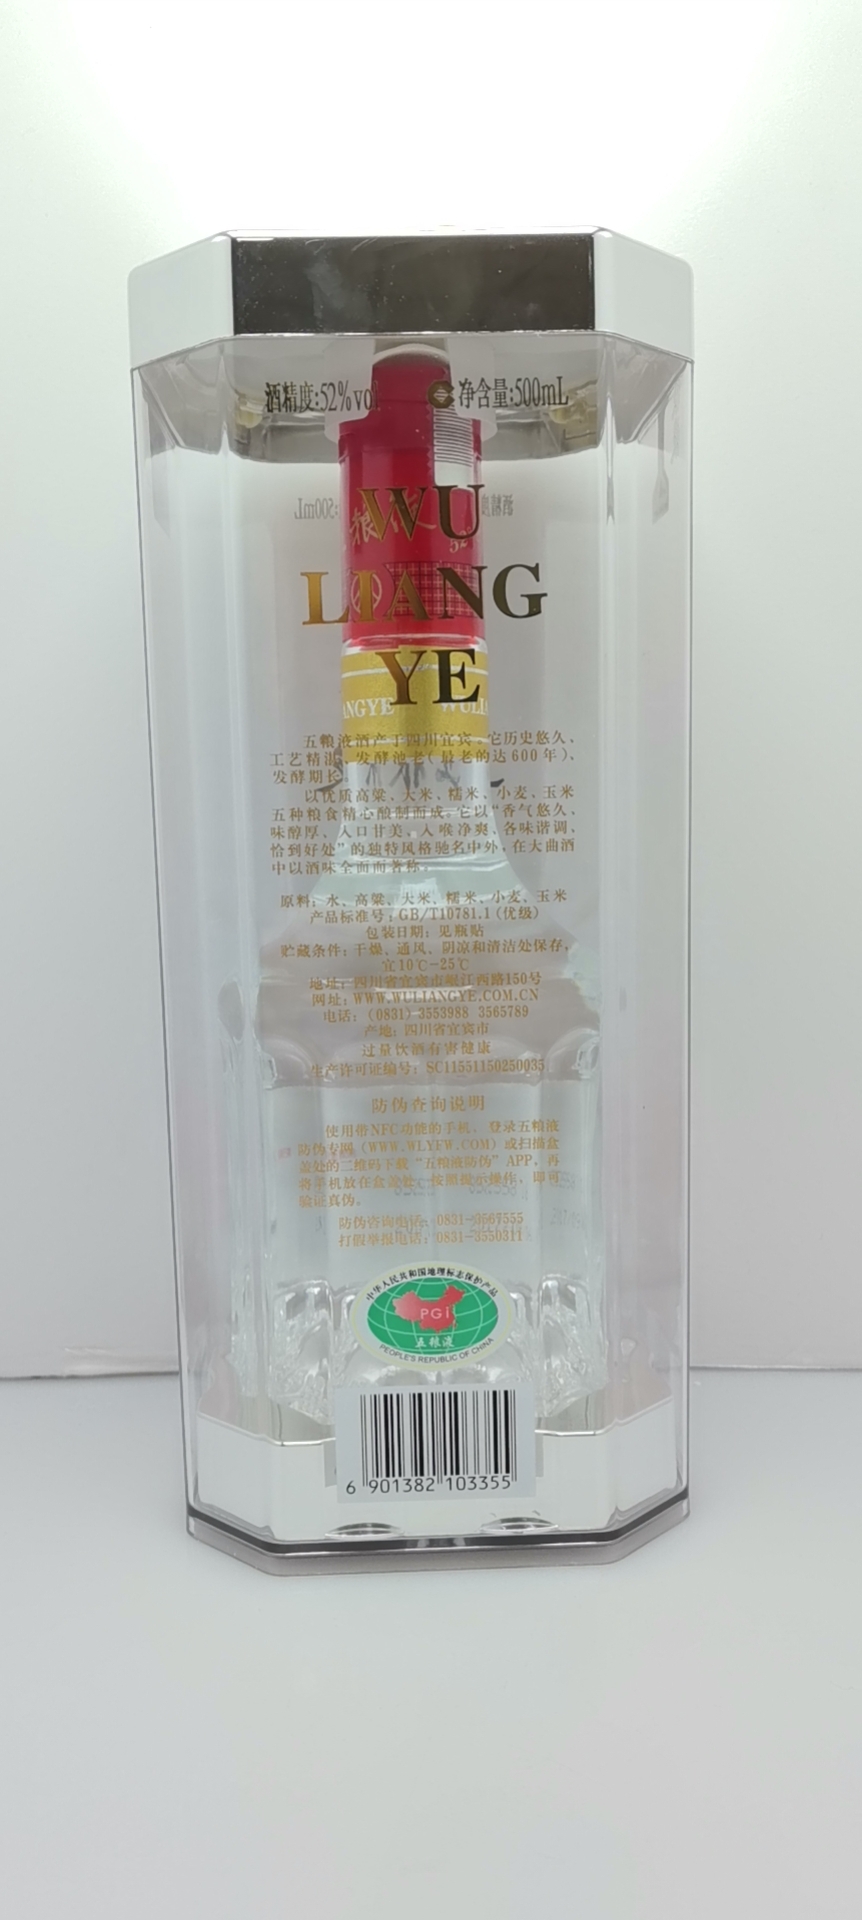 酒精度:52%vol 净含量:500mL
WU
LIANG
YE
五粮液酒产于四川宜宾。它历史悠久、
工艺精湛、发酵池老(最老的达600年)、
发酵期长。
以优质高粱、大米、糯米、小麦、玉米
五种粮食精心酿制而成。它以“香气悠久、
味醇厚、入口甘美、入喉净爽、各味谐调、
恰到好处”的独特风格驰名中外，在大曲酒
中以酒味全面而著称。
原料：水、高粱、大米、糯米、小麦、玉米
产品标准号：GB/T10781.1(优级)
包装日期：见瓶贴
贮藏条件：干燥、通风、阴凉和清洁处保存，
宜10℃-25℃
地址：四川省宜宾市岷江西路150号
网址：WWW.WULIANGYE.COM.CN
电话：(0831)3553988 3565789
产地：四川省宜宾市
过量饮酒有害健康
生产许可证编号：SC11551150250035
防伪查询说明
使用带NFC功能的手机，登录五粮液
防伪专网（WWW.WLYFW.COM）或扫描盒
盖处的二维码下载“五粮液防伪”APP，再
将手机放在盒盖处，按照提示操作，即可
验证真伪。
防伪咨询电话：0831-3567555
打假举报电话：0831-3550311
中华人民共和国地理标志保护产品
PGI
五粮液
PEOPLE'S REPUBLIC OF CHINA
6 901382 103355